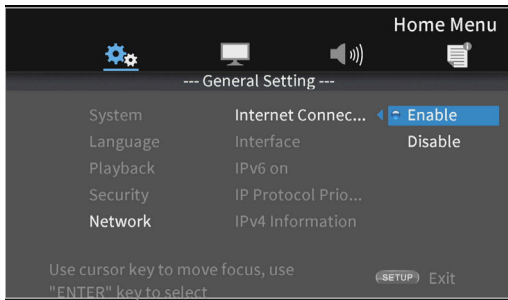 Home Menu
--- General Setting ---
System Internet Connec... Enable
Language Interface Disable
Playback IPv6 on
Security IP Protocol Prio...
Network IPv4 Information
Use cursor key to move focus, use
"ENTER" key to select
SETUP Exit